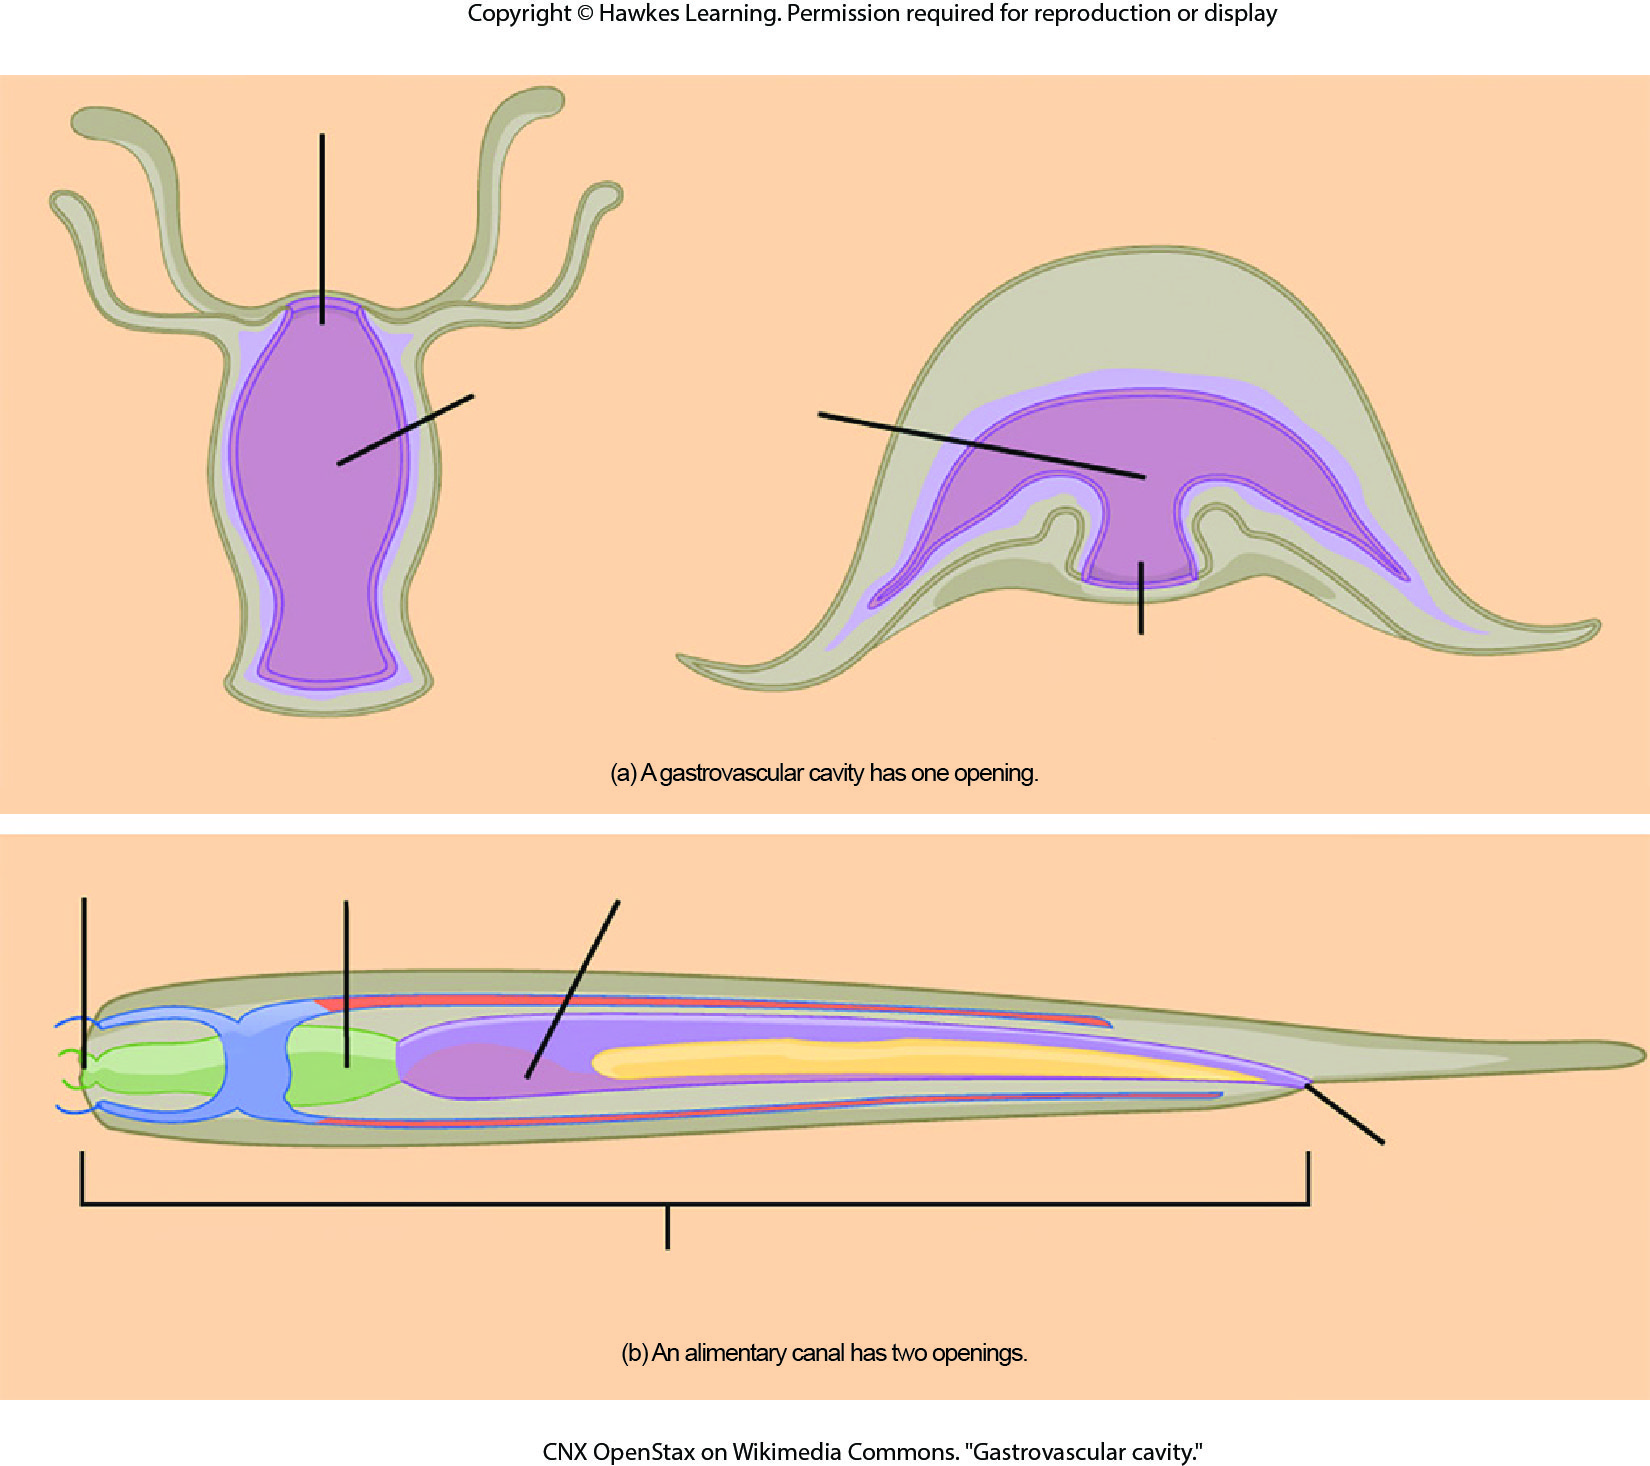 Copyright © Hawkes Learning. Permission required for reproduction or display
(a) A gastrovascular cavity has one opening.
(b) An alimentary canal has two openings.
CNX OpenStax on Wikimedia Commons. "Gastrovascular cavity."